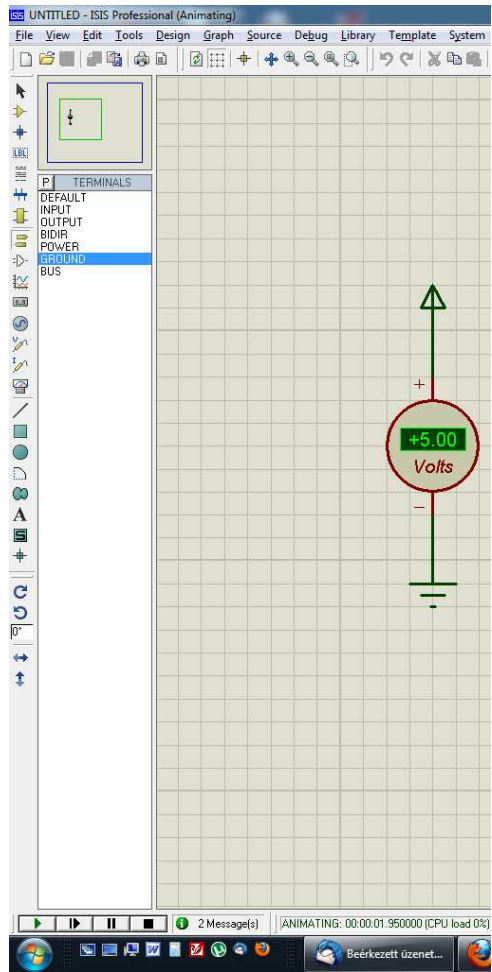 ISIS UNTITLED - ISIS Professional (Animating)
File View Edit Tools Design Graph Source Debug Library Template System
LBL
P TERMINALS
DEFAULT
INPUT
OUTPUT
BIDIR
POWER
GROUND
BUS
+
+5.00
Volts
−
V
I
A
S
0°
2 Message(s) ANIMATING: 00:00:01.950000 (CPU load 0%)
Beérkezett üzenet...